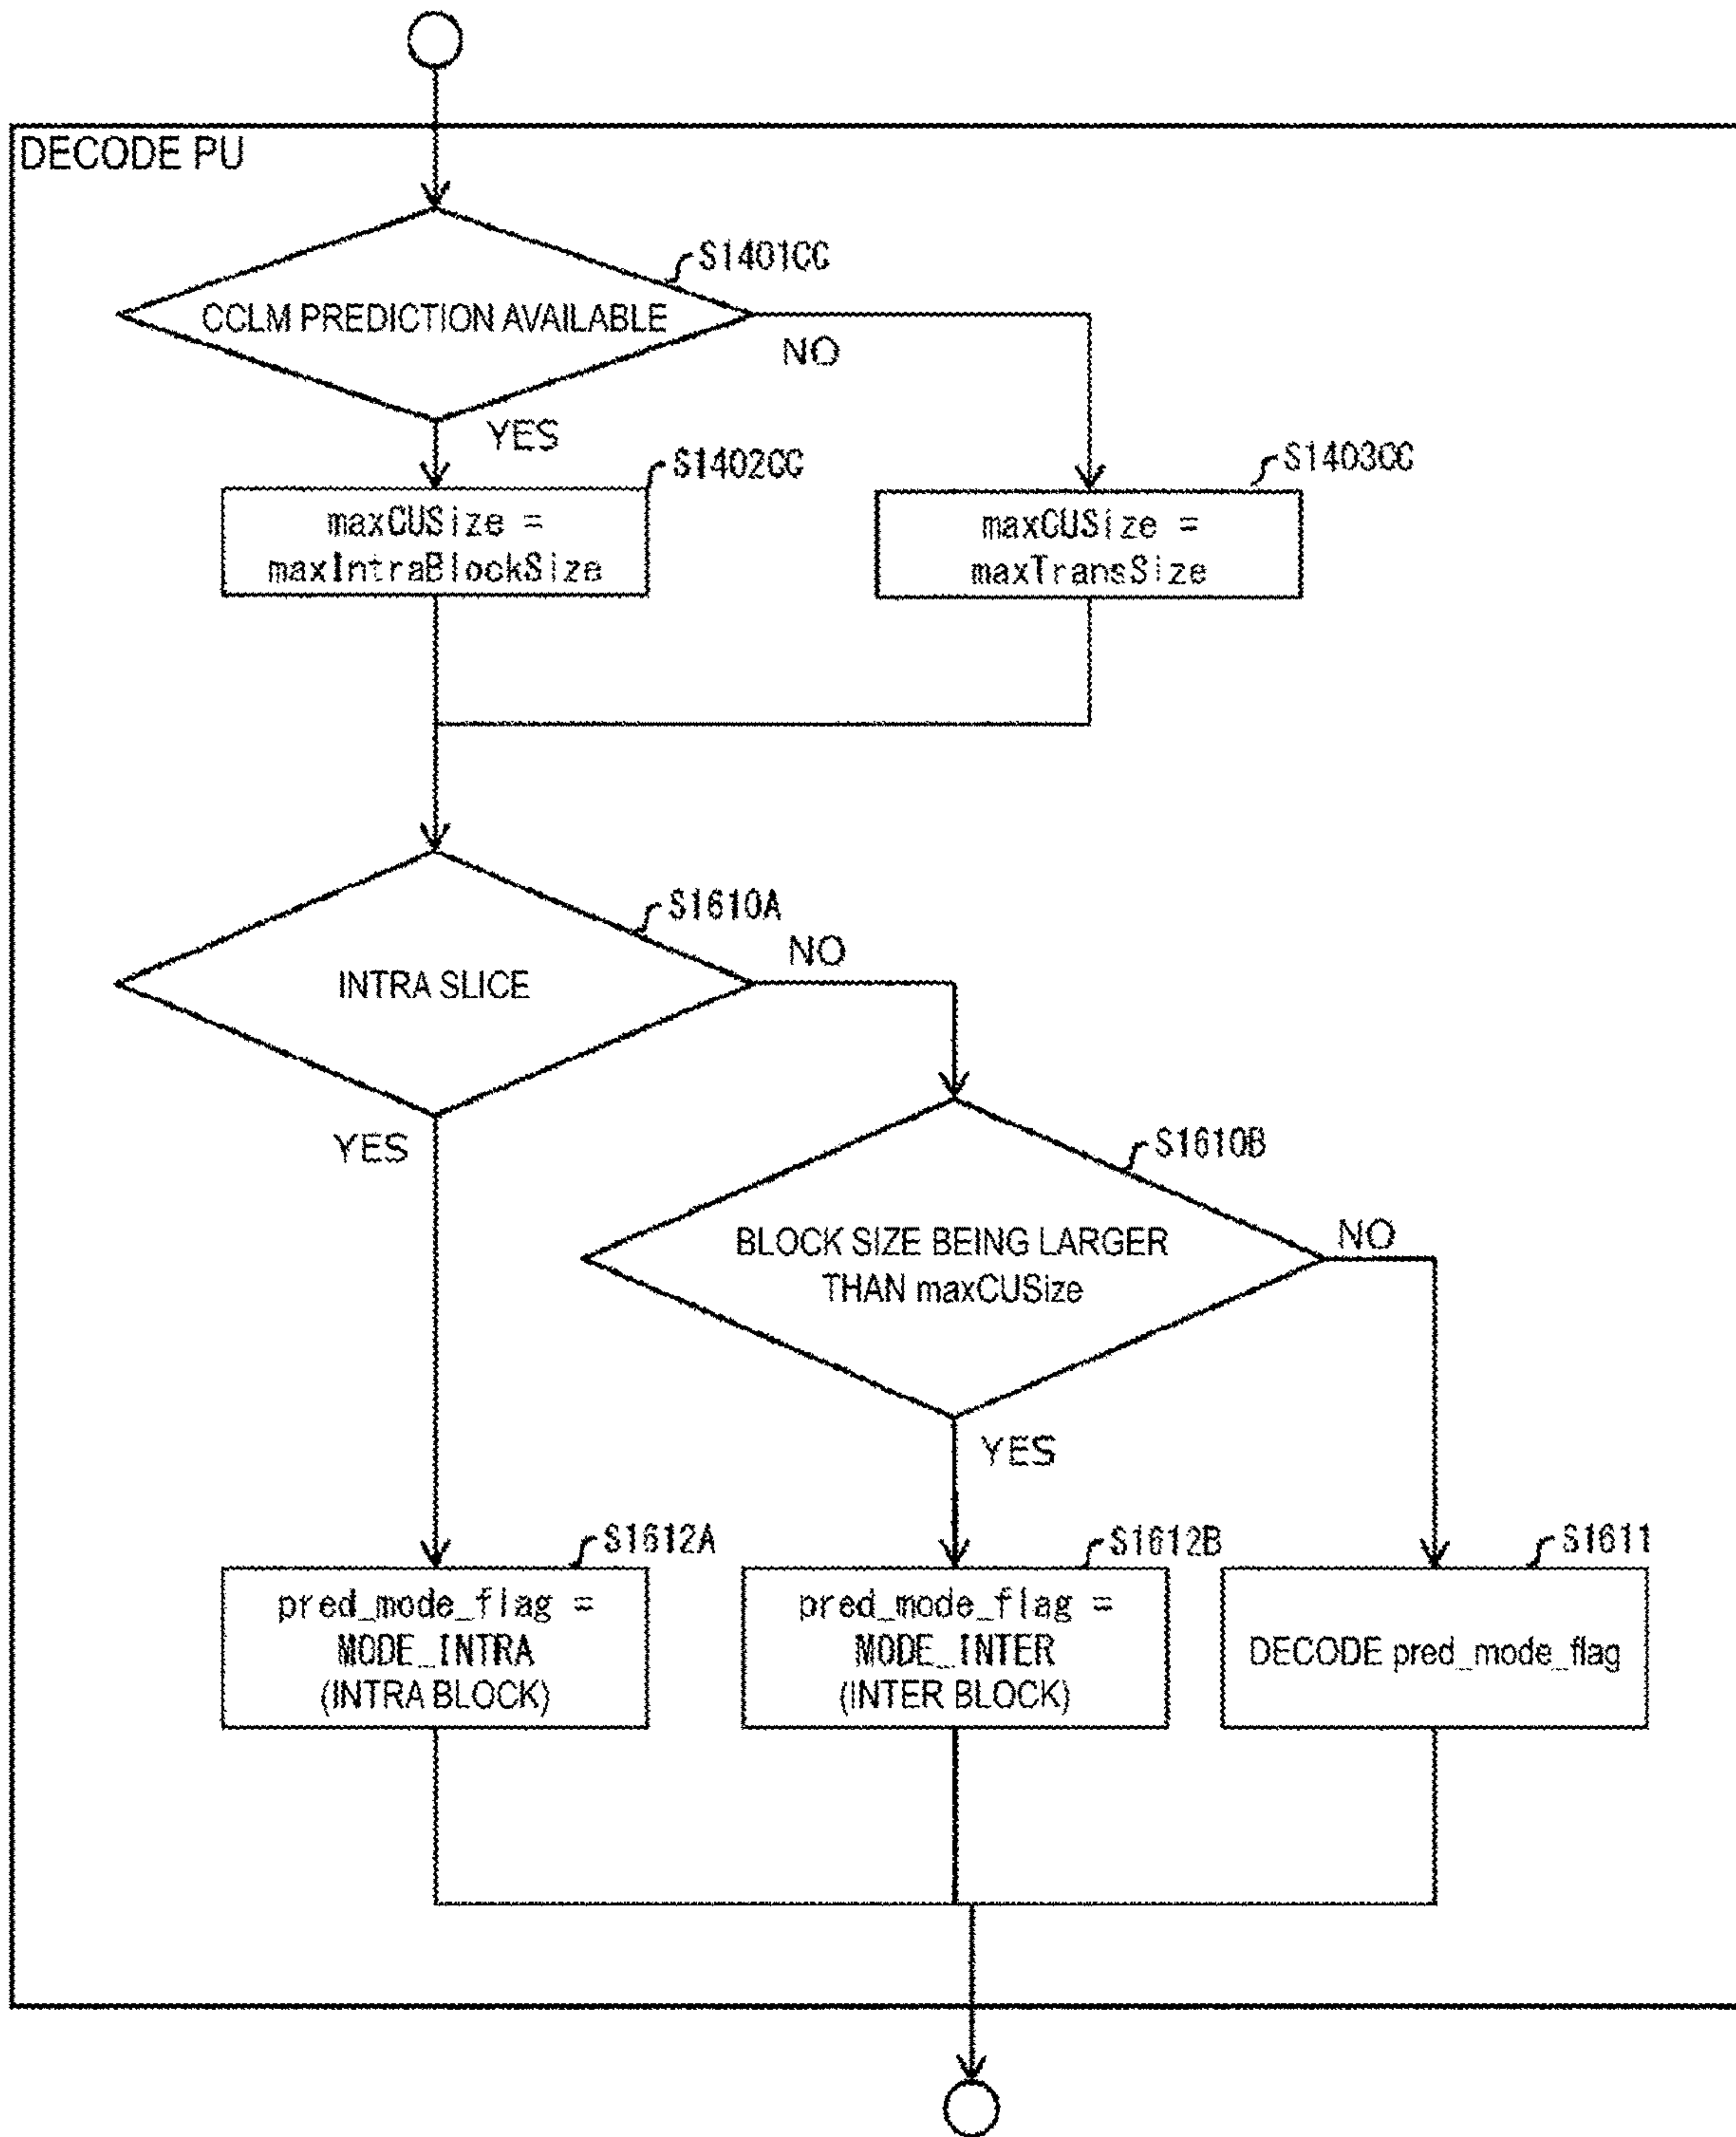 DECODE PU
S1401CC
CCLM PREDICTION AVAILABLE
NO
YES
S1402CC
S1403CC
maxCUSize =
maxIntraBlockSize
maxCUSize =
maxTransSize
S1610A
NO
INTRA SLICE
YES
S1610B
BLOCK SIZE BEING LARGER
THAN maxCUSize
NO
YES
S1612A
S1612B
S1611
pred_mode_flag =
MODE_INTRA
(INTRA BLOCK)
pred_mode_flag =
MODE_INTER
(INTER BLOCK)
DECODE pred_mode_flag